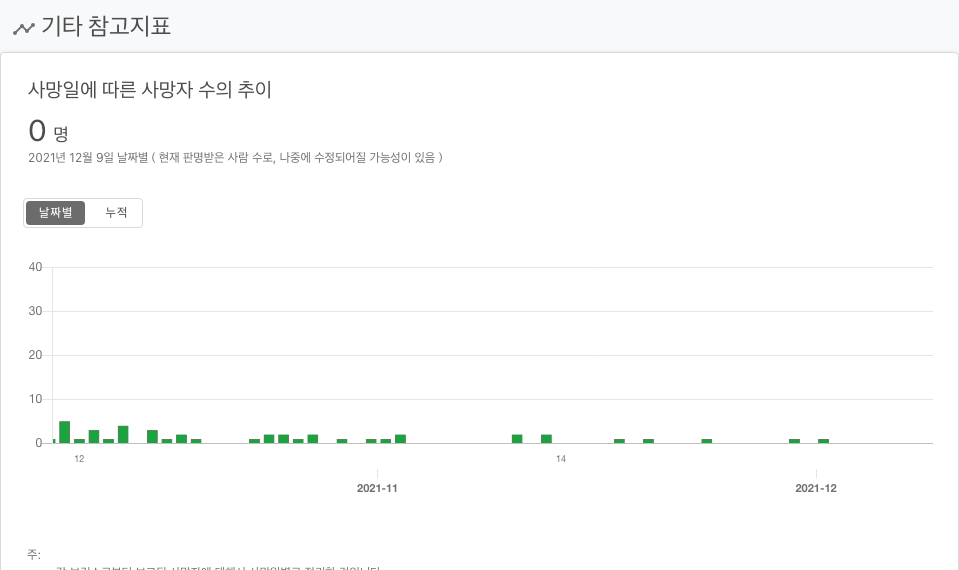 기타 참고지표
사망일에 따른 사망자 수의 추이
0 명
2021년 12월 9일 날짜별 ( 현재 판명받은 사람 수로, 나중에 수정되어질 가능성이 있음 )
날짜별 누적
40
30
20
10
0
12 14
2021-11 2021-12
주: